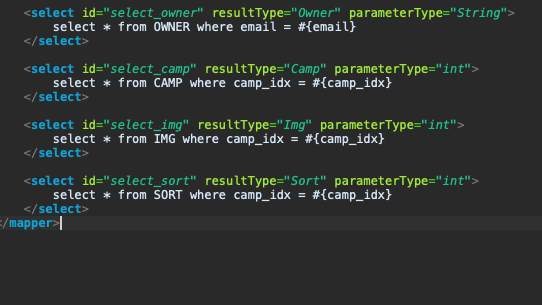 <select id="select_owner" resultType="Owner" parameterType="String">
select * from OWNER where email = #{email}
</select>
<select id="select_camp" resultType="Camp" parameterType="int">
select * from CAMP where camp_idx = #{camp_idx}
</select>
<select id="select_img" resultType="Img" parameterType="int">
select * from IMG where camp_idx = #{camp_idx}
</select>
<select id="select_sort" resultType="Sort" parameterType="int">
select * from SORT where camp_idx = #{camp_idx}
</select>
</mapper>